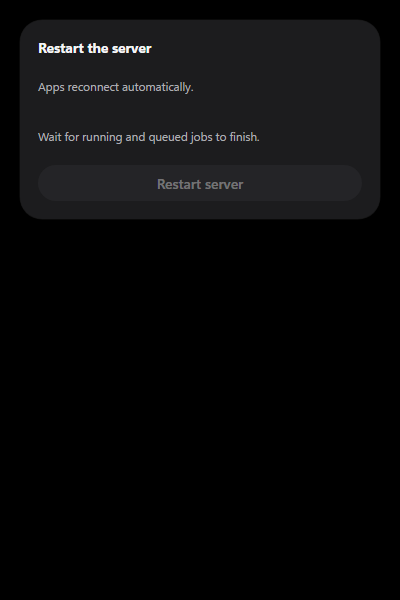 Restart the server
Apps reconnect automatically.
Wait for running and queued jobs to finish.
Restart server